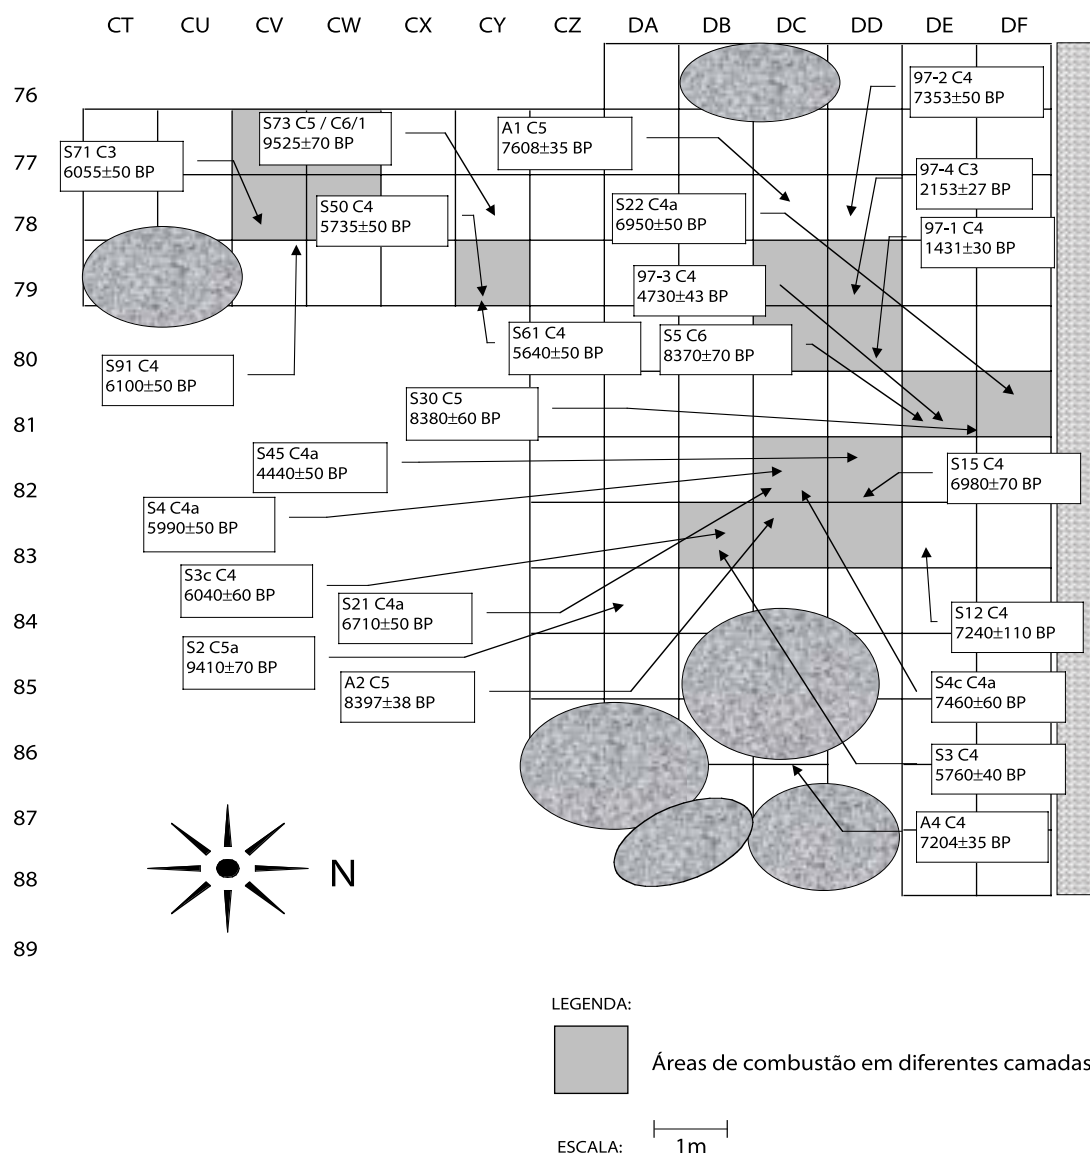 CT CU CV CW CX CY CZ DA DB DC DD DE DF
76
77
78
79
80
81
82
83
84
85
86
87
88
89
97-2 C4
7353±50 BP
S73 C5 / C6/1
9525±70 BP
A1 C5
7608±35 BP
S71 C3
6055±50 BP
97-4 C3
2153±27 BP
S50 C4
5735±50 BP
S22 C4a
6950±50 BP
97-1 C4
1431±30 BP
97-3 C4
4730±43 BP
S61 C4
5640±50 BP
S5 C6
8370±70 BP
S91 C4
6100±50 BP
S30 C5
8380±60 BP
S45 C4a
4440±50 BP
S15 C4
6980±70 BP
S4 C4a
5990±50 BP
S3c C4
6040±60 BP
S21 C4a
6710±50 BP
S12 C4
7240±110 BP
S2 C5a
9410±70 BP
A2 C5
8397±38 BP
S4c C4a
7460±60 BP
S3 C4
5760±40 BP
A4 C4
7204±35 BP
N
LEGENDA:
Áreas de combustão em diferentes camadas
ESCALA:
1m